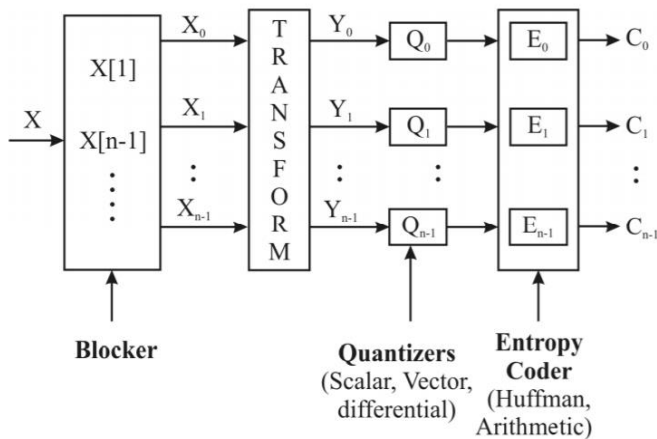 X
X[1]
X[n-1]
X₀
X₁
Xₙ₋₁
TRANSFORM
Y₀
Y₁
Yₙ₋₁
Q₀
Q₁
Qₙ₋₁
E₀
E₁
Eₙ₋₁
C₀
C₁
Cₙ₋₁
Blocker
Quantizers
(Scalar, Vector,
differential)
Entropy
Coder
(Huffman,
Arithmetic)